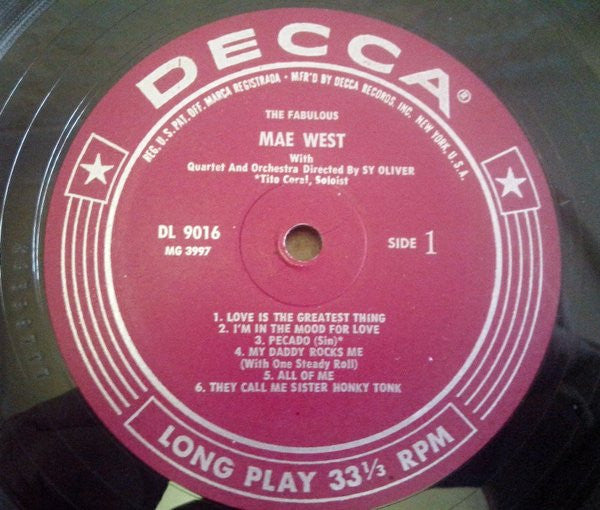 DECCA®
REG. U.S. PAT. OFF. MARCA REGISTRADA • MFR'D BY DECCA RECORDS, INC. NEW YORK, U.S.A.
THE FABULOUS
MAE WEST
With
Quartet And Orchestra Directed By SY OLIVER
*Tito Coral, Soloist
DL 9016
MG 3997
SIDE 1
1. LOVE IS THE GREATEST THING
2. I'M IN THE MOOD FOR LOVE
3. PECADO (Sin)*
4. MY DADDY ROCKS ME
(With One Steady Roll)
5. ALL OF ME
6. THEY CALL ME SISTER HONKY TONK
LONG PLAY 33⅓ RPM